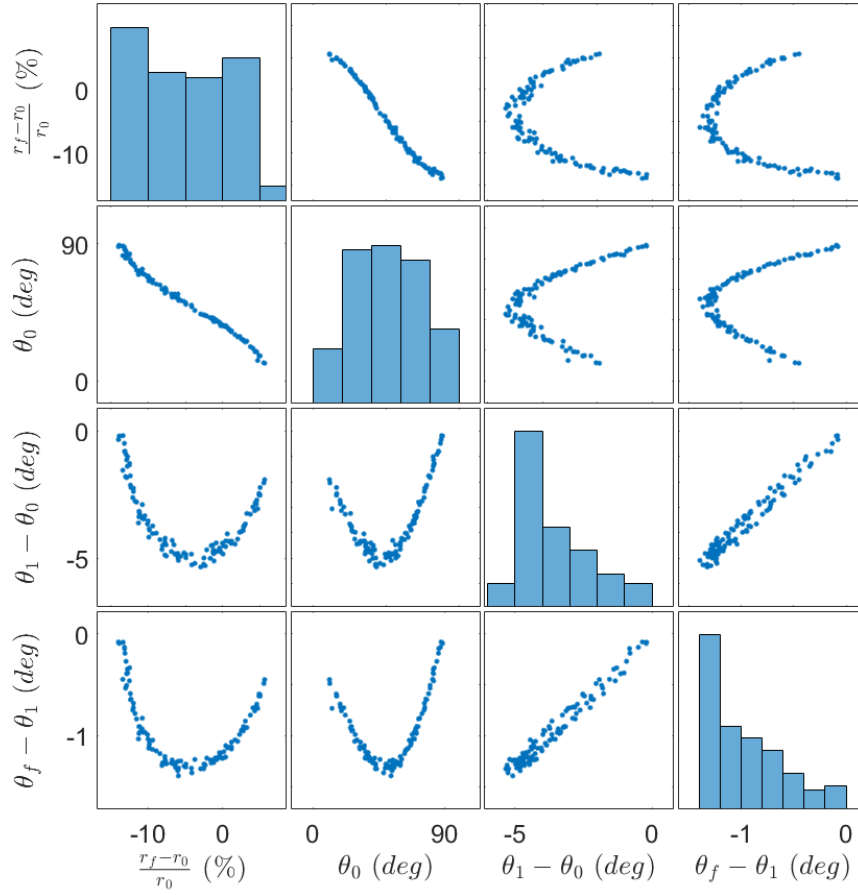 (r_f−r_0)/r_0 (%)
0
-10
θ_0 (deg)
90
0
θ_1 − θ_0 (deg)
0
-5
θ_f − θ_1 (deg)
0
-1
-10 0 0 90 -5 0 -1 0
(r_f−r_0)/r_0 (%) θ_0 (deg) θ_1 − θ_0 (deg) θ_f − θ_1 (deg)